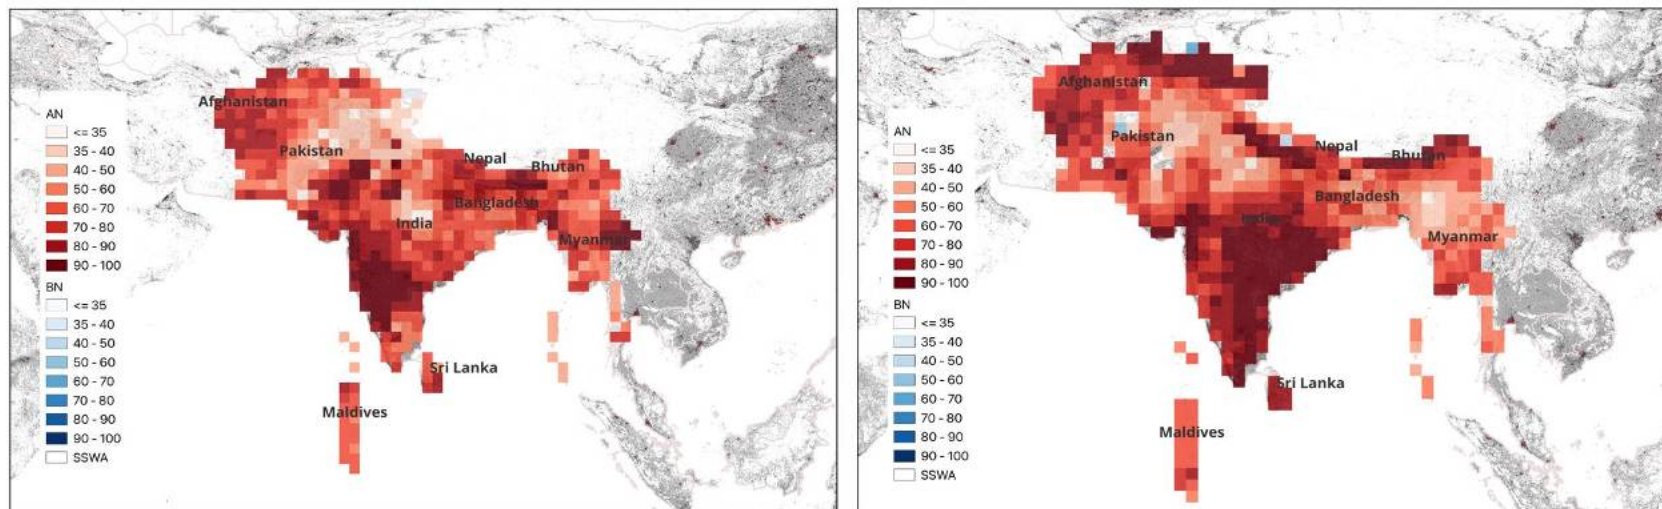 Afghanistan
Pakistan
Nepal
Bhutan
Bangladesh
India
Myanmar
Sri Lanka
Maldives
AN
<= 35
35 - 40
40 - 50
50 - 60
60 - 70
70 - 80
80 - 90
90 - 100
BN
<= 35
35 - 40
40 - 50
50 - 60
60 - 70
70 - 80
80 - 90
90 - 100
SSWA
Afghanistan
Pakistan
Nepal
Bhutan
Bangladesh
India
Myanmar
Sri Lanka
Maldives
AN
<= 35
35 - 40
40 - 50
50 - 60
60 - 70
70 - 80
80 - 90
90 - 100
BN
<= 35
35 - 40
40 - 50
50 - 60
60 - 70
70 - 80
80 - 90
90 - 100
SSWA